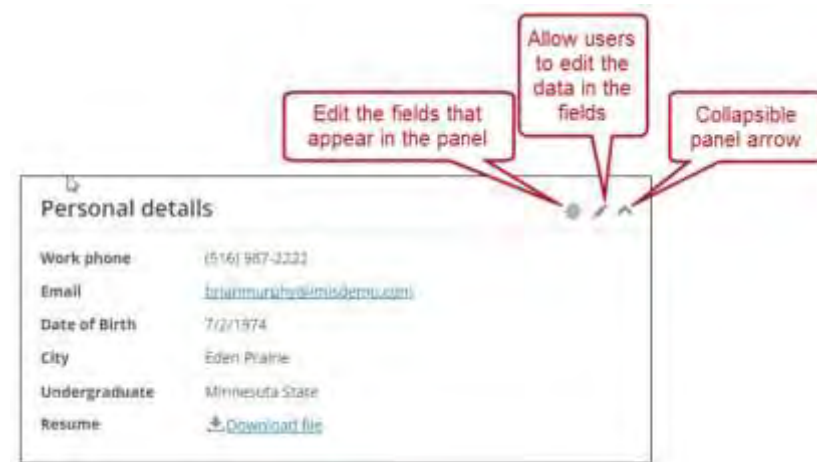 Allow users
to edit the
data in the
fields
Edit the fields that
appear in the panel
Collapsible
panel arrow
Personal details
Work phone (516) 987-2222
Email brianmurphy@imisdemo.com
Date of Birth 7/2/1974
City Eden Prairie
Undergraduate Minnesota State
Resume Download file